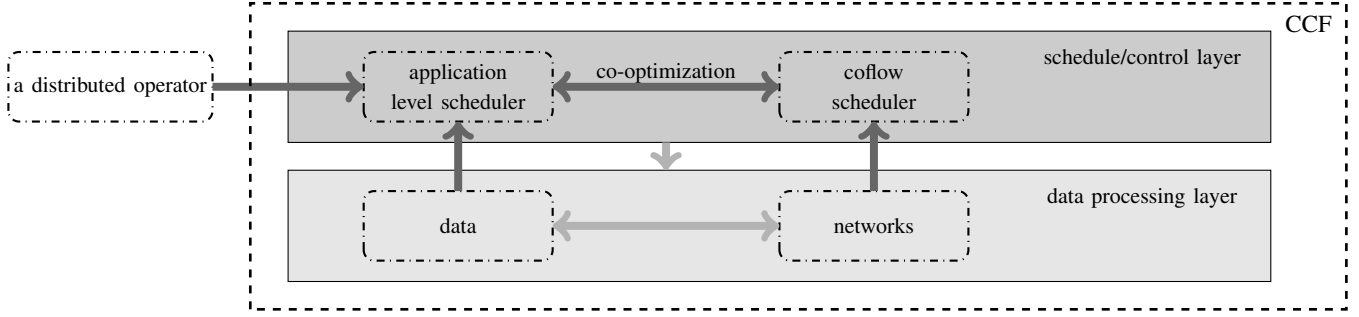 CCF
schedule/control layer
a distributed operator
application
level scheduler
co-optimization
coflow
scheduler
data processing layer
data
networks